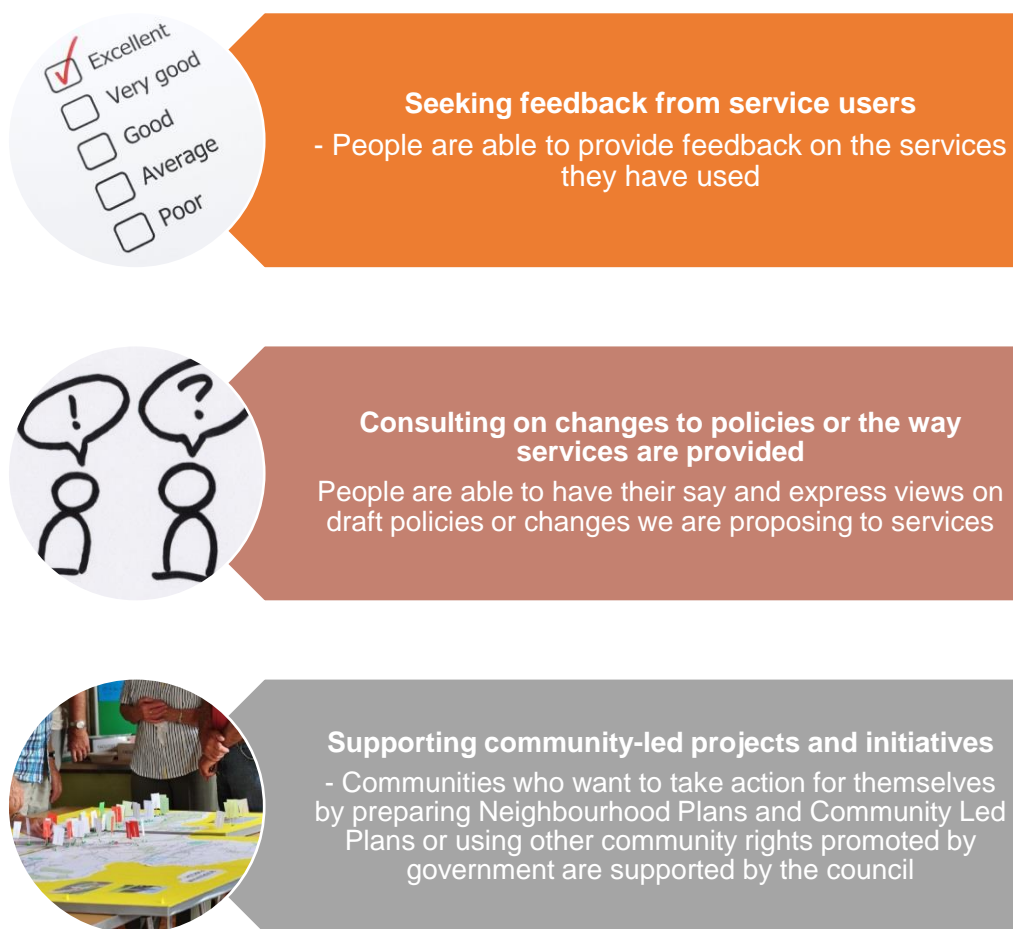 Excellent
Very good
Good
Average
Poor
Seeking feedback from service users
- People are able to provide feedback on the services
they have used
!
?
Consulting on changes to policies or the way
services are provided
People are able to have their say and express views on
draft policies or changes we are proposing to services
Supporting community-led projects and initiatives
- Communities who want to take action for themselves
by preparing Neighbourhood Plans and Community Led
Plans or using other community rights promoted by
government are supported by the council